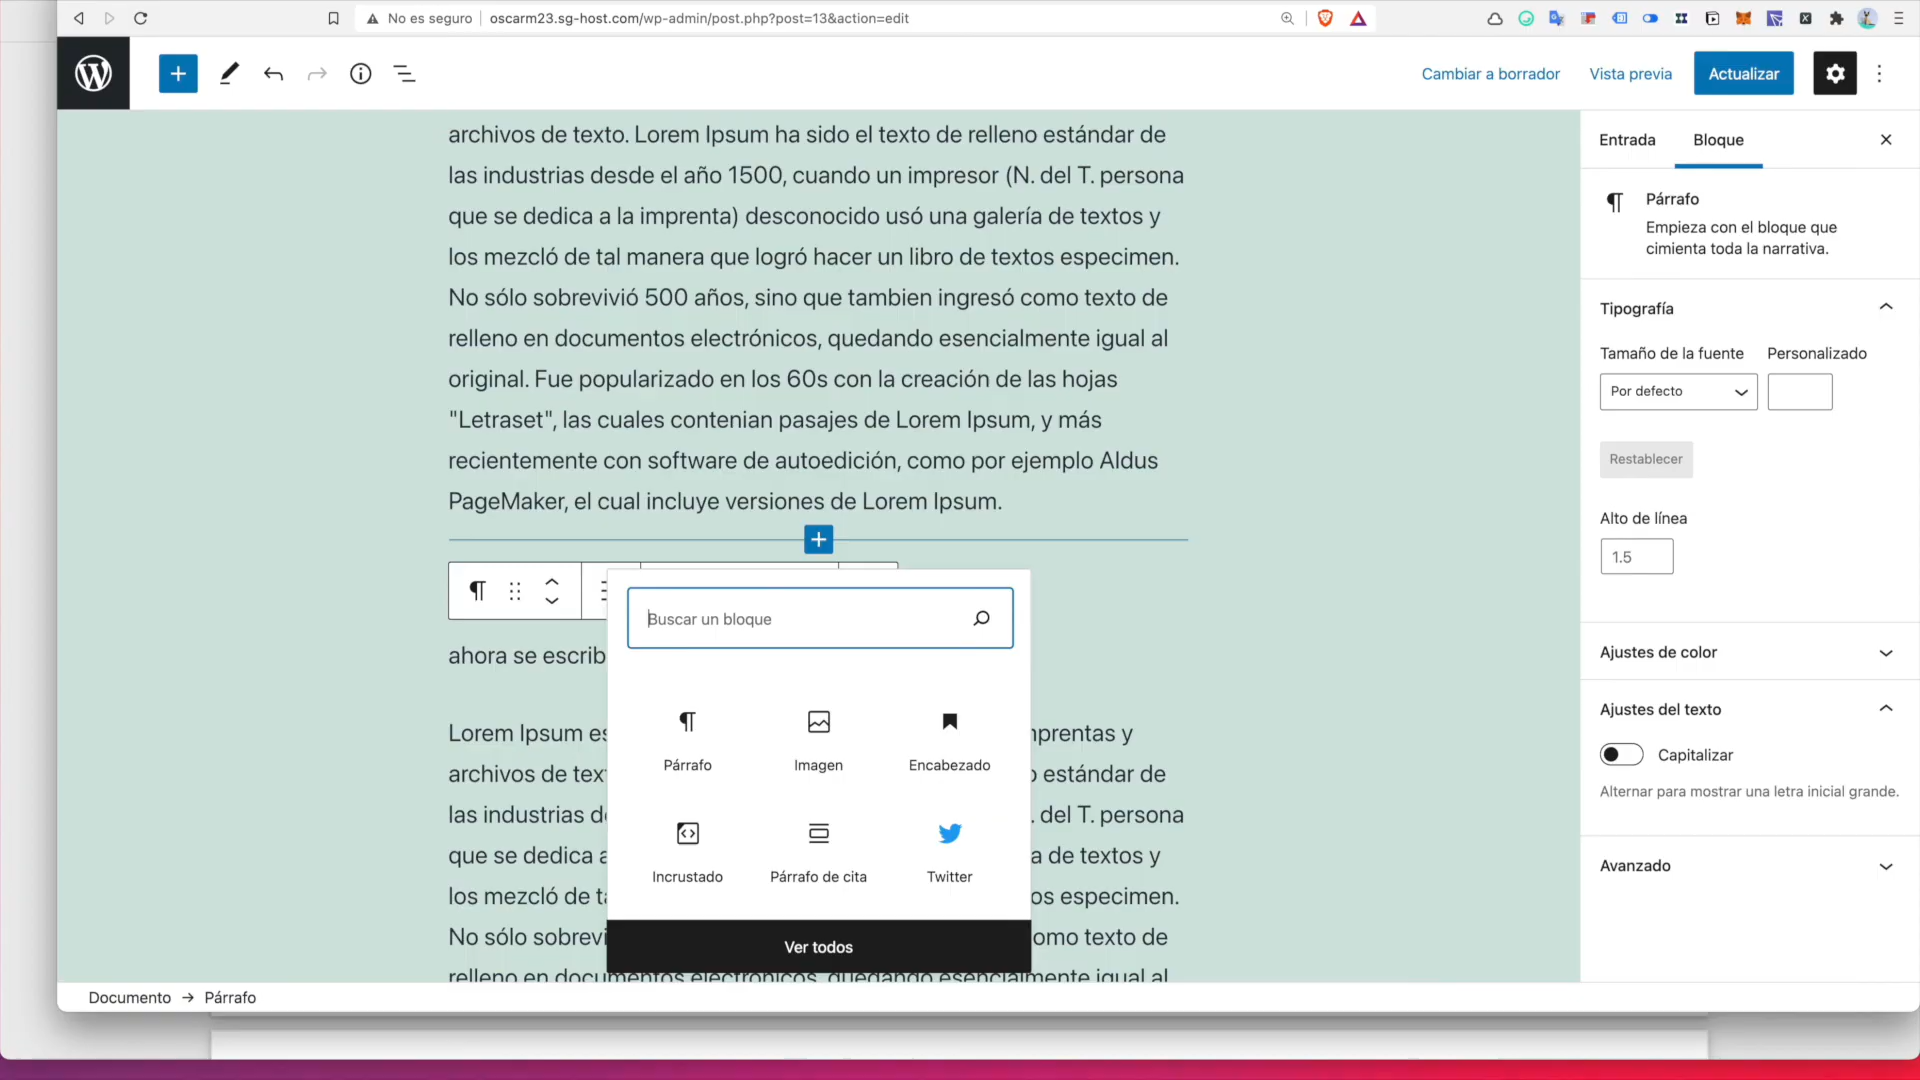 No es seguro
oscarm23.sg-host.com/wp-admin/post.php?post=13&action=edit
Cambiar a borrador
Vista previa
Actualizar
archivos de texto. Lorem Ipsum ha sido el texto de relleno estándar de
las industrias desde el año 1500, cuando un impresor (N. del T. persona
que se dedica a la imprenta) desconocido usó una galería de textos y
los mezcló de tal manera que logró hacer un libro de textos especimen.
No sólo sobrevivió 500 años, sino que tambien ingresó como texto de
relleno en documentos electrónicos, quedando esencialmente igual al
original. Fue popularizado en los 60s con la creación de las hojas
"Letraset", las cuales contenian pasajes de Lorem Ipsum, y más
recientemente con software de autoedición, como por ejemplo Aldus
PageMaker, el cual incluye versiones de Lorem Ipsum.
ahora se escrib
Lorem Ipsum es mprentas y
archivos de tex o estándar de
las industrias de . del T. persona
que se dedica a a de textos y
los mezcló de ta os especimen.
No sólo sobrevi omo texto de
relleno en documentos electrónicos, quedando esencialmente igual al
Buscar un bloque
Párrafo
Imagen
Encabezado
Incrustado
Párrafo de cita
Twitter
Ver todos
Entrada
Bloque
Párrafo
Empieza con el bloque que
cimienta toda la narrativa.
Tipografía
Tamaño de la fuente
Personalizado
Por defecto
Restablecer
Alto de línea
1.5
Ajustes de color
Ajustes del texto
Capitalizar
Alternar para mostrar una letra inicial grande.
Avanzado
Documento → Párrafo